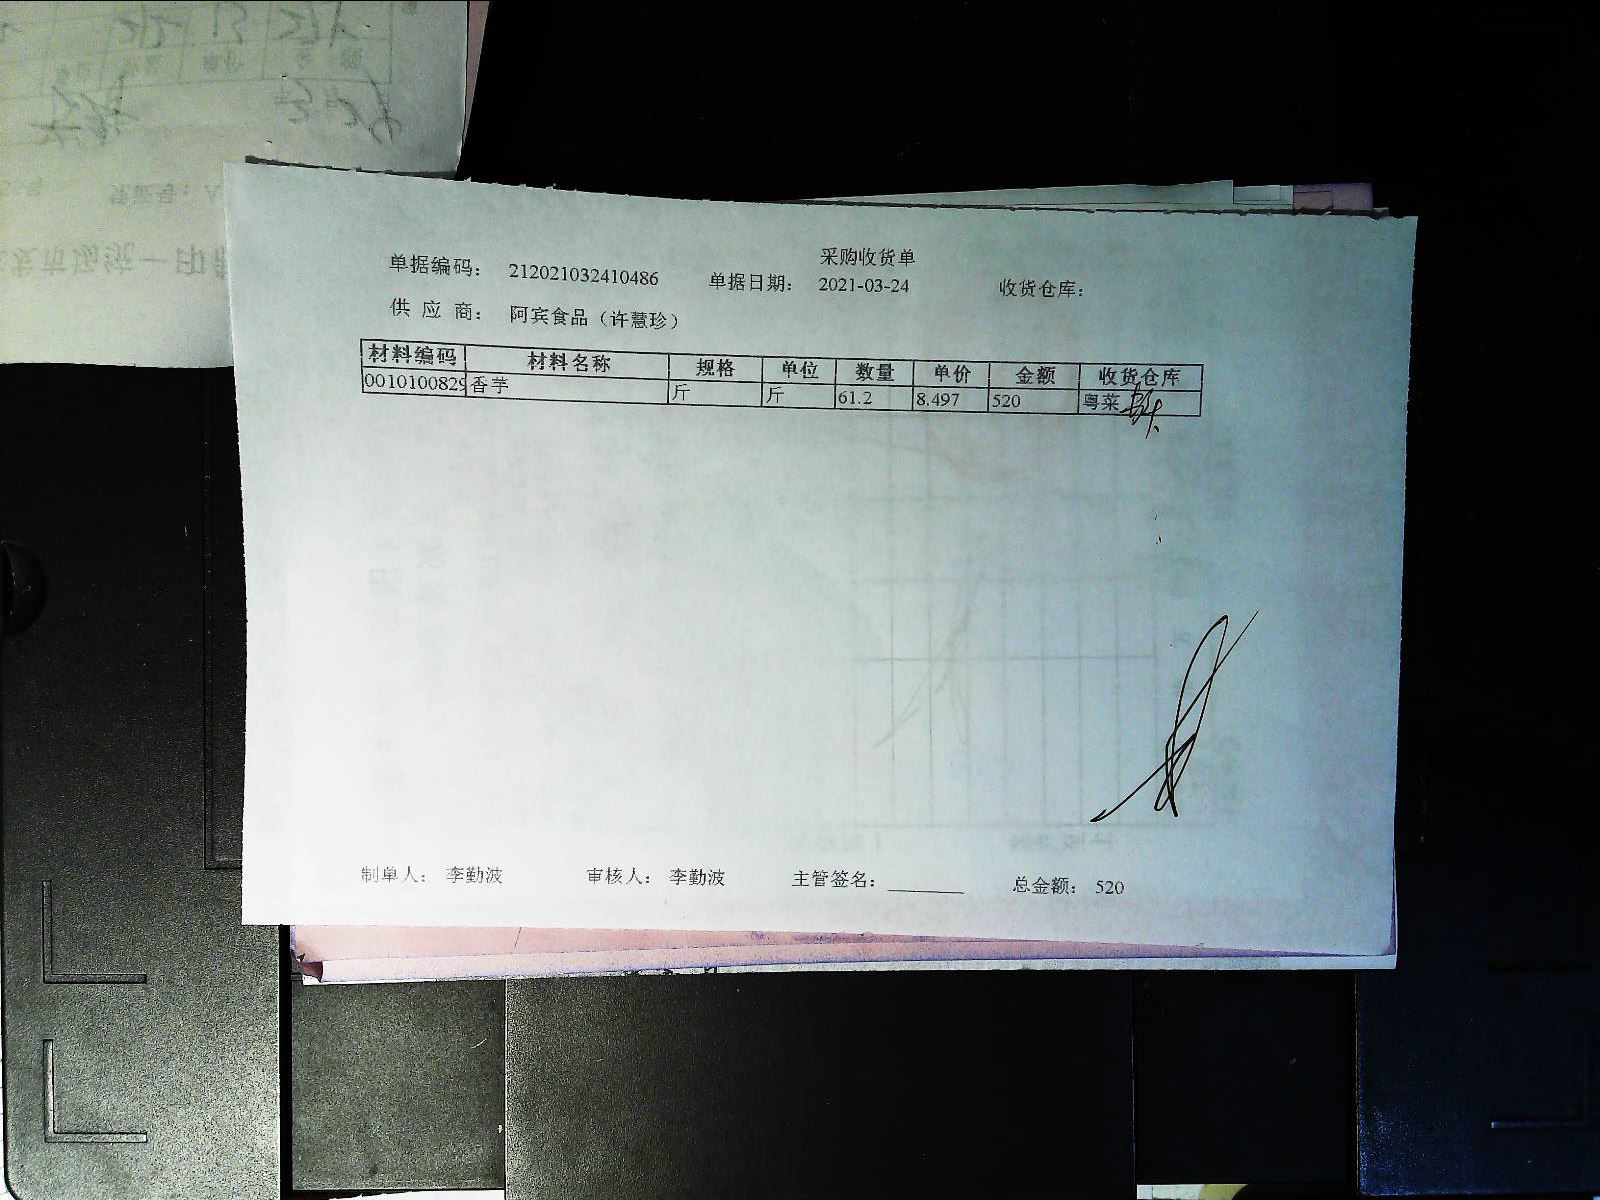 采购收货单
单据编码： 212021032410486 单据日期： 2021-03-24 收货仓库：
供 应 商： 阿宾食品（许慧珍）
材料编码 材料名称 规格 单位 数量 单价 金额 收货仓库
0010100829 香芋 斤 斤 61.2 8.497 520 粤菜
制单人： 李勤波 审核人： 李勤波 主管签名： ________ 总金额： 520